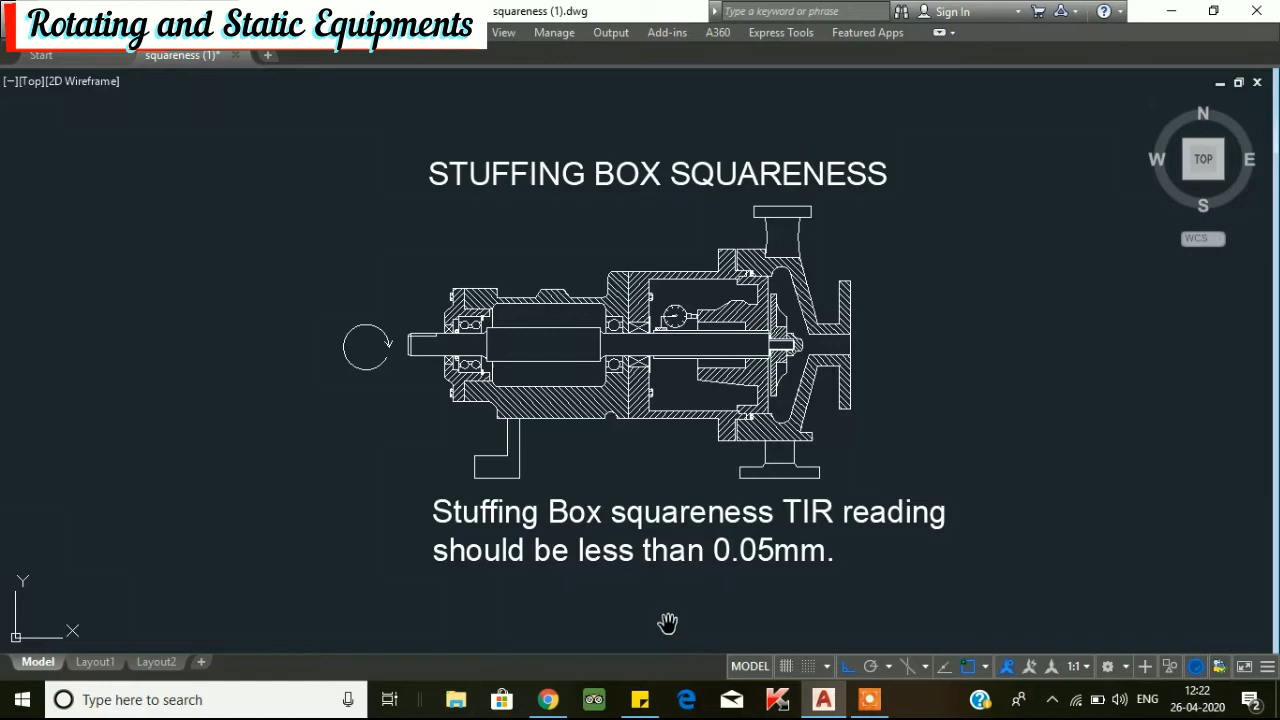 Rotating and Static Equipments
squareness (1).dwg
Type a keyword or phrase
Sign In
View Manage Output Add-ins A360 Express Tools Featured Apps
Start squareness (1)*
[−][Top][2D Wireframe]
N
W TOP E
S
WCS
STUFFING BOX SQUARENESS
Stuffing Box squareness TIR reading
should be less than 0.05mm.
Y
X
Model Layout1 Layout2
MODEL 1:1
Type here to search
ENG
12:22
26-04-2020
2